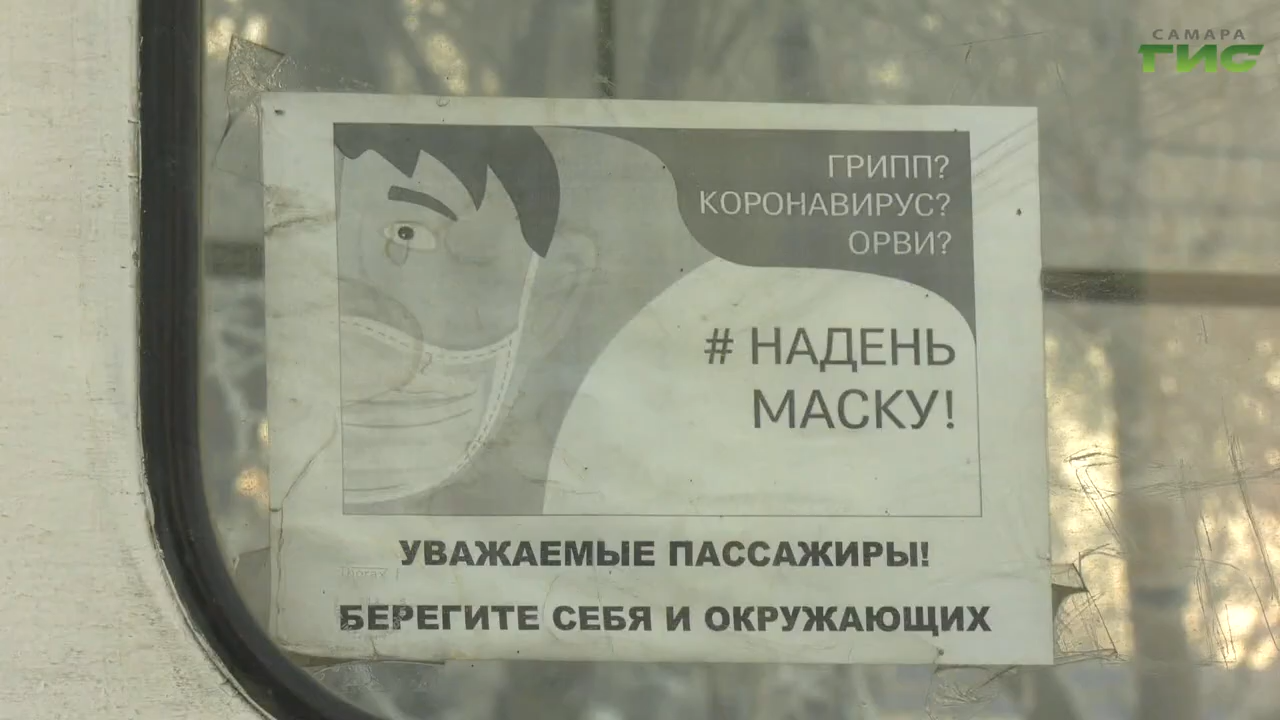 САМАРА
ГИС
ГРИПП?
КОРОНАВИРУС?
ОРВИ?
# НАДЕНЬ
МАСКУ!
УВАЖАЕМЫЕ ПАССАЖИРЫ!
БЕРЕГИТЕ СЕБЯ И ОКРУЖАЮЩИХ